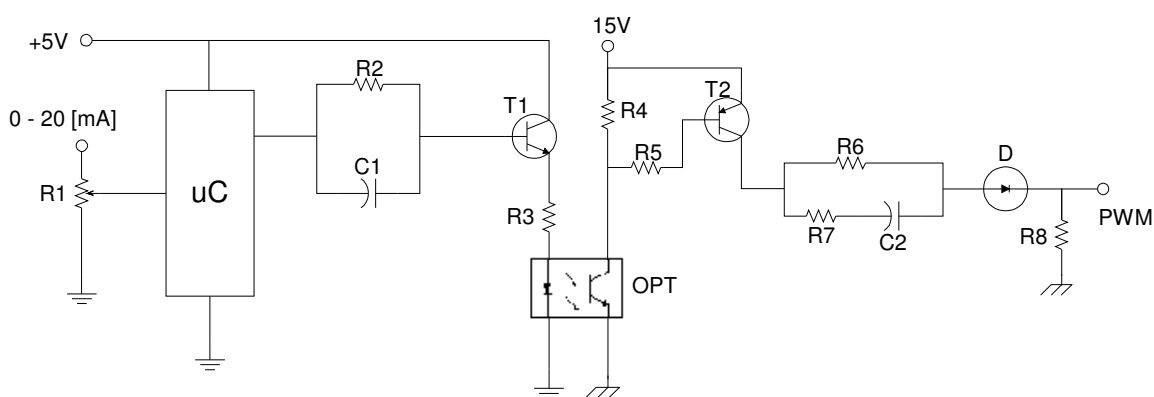 +5V
15V
R2
T1
T2
R4
0 - 20 [mA]
R5
R6
D
C1
R1
uC
R3
R7
C2
R8
PWM
OPT